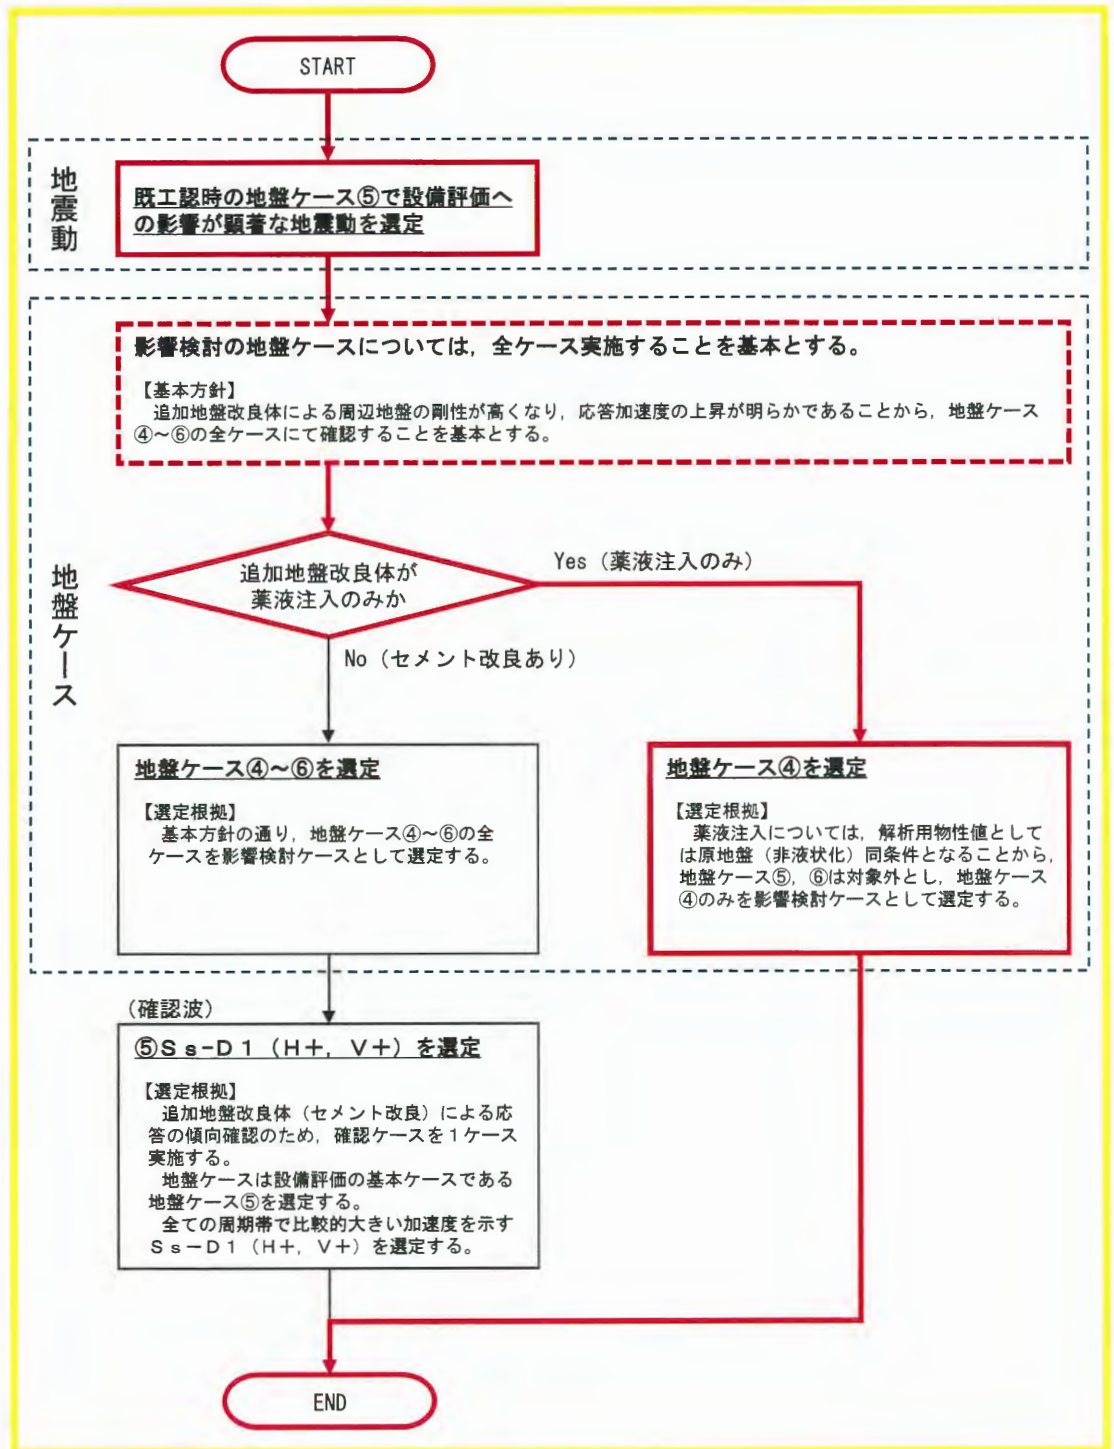 START
地震動
既工認時の地盤ケース⑤で設備評価へ
の影響が顕著な地震動を選定
地盤ケース
影響検討の地盤ケースについては，全ケース実施することを基本とする。
【基本方針】
追加地盤改良体による周辺地盤の剛性が高くなり，応答加速度の上昇が明らかであることから，地盤ケース
④～⑥の全ケースにて確認することを基本とする。
追加地盤改良体が
薬液注入のみか
Yes（薬液注入のみ）
No（セメント改良あり）
地盤ケース④～⑥を選定
【選定根拠】
基本方針の通り，地盤ケース④～⑥の全
ケースを影響検討ケースとして選定する。
地盤ケース④を選定
【選定根拠】
薬液注入については，解析用物性値として
は原地盤（非液状化）同条件となることから，
地盤ケース⑤，⑥は対象外とし，地盤ケース
④のみを影響検討ケースとして選定する。
（確認波）
⑤Ｓｓ−Ｄ１（Ｈ＋，Ｖ＋）を選定
【選定根拠】
追加地盤改良体（セメント改良）による応
答の傾向確認のため，確認ケースを１ケース
実施する。
地盤ケースは設備評価の基本ケースである
地盤ケース⑤を選定する。
全ての周期帯で比較的大きい加速度を示す
Ｓｓ−Ｄ１（Ｈ＋，Ｖ＋）を選定する。
END